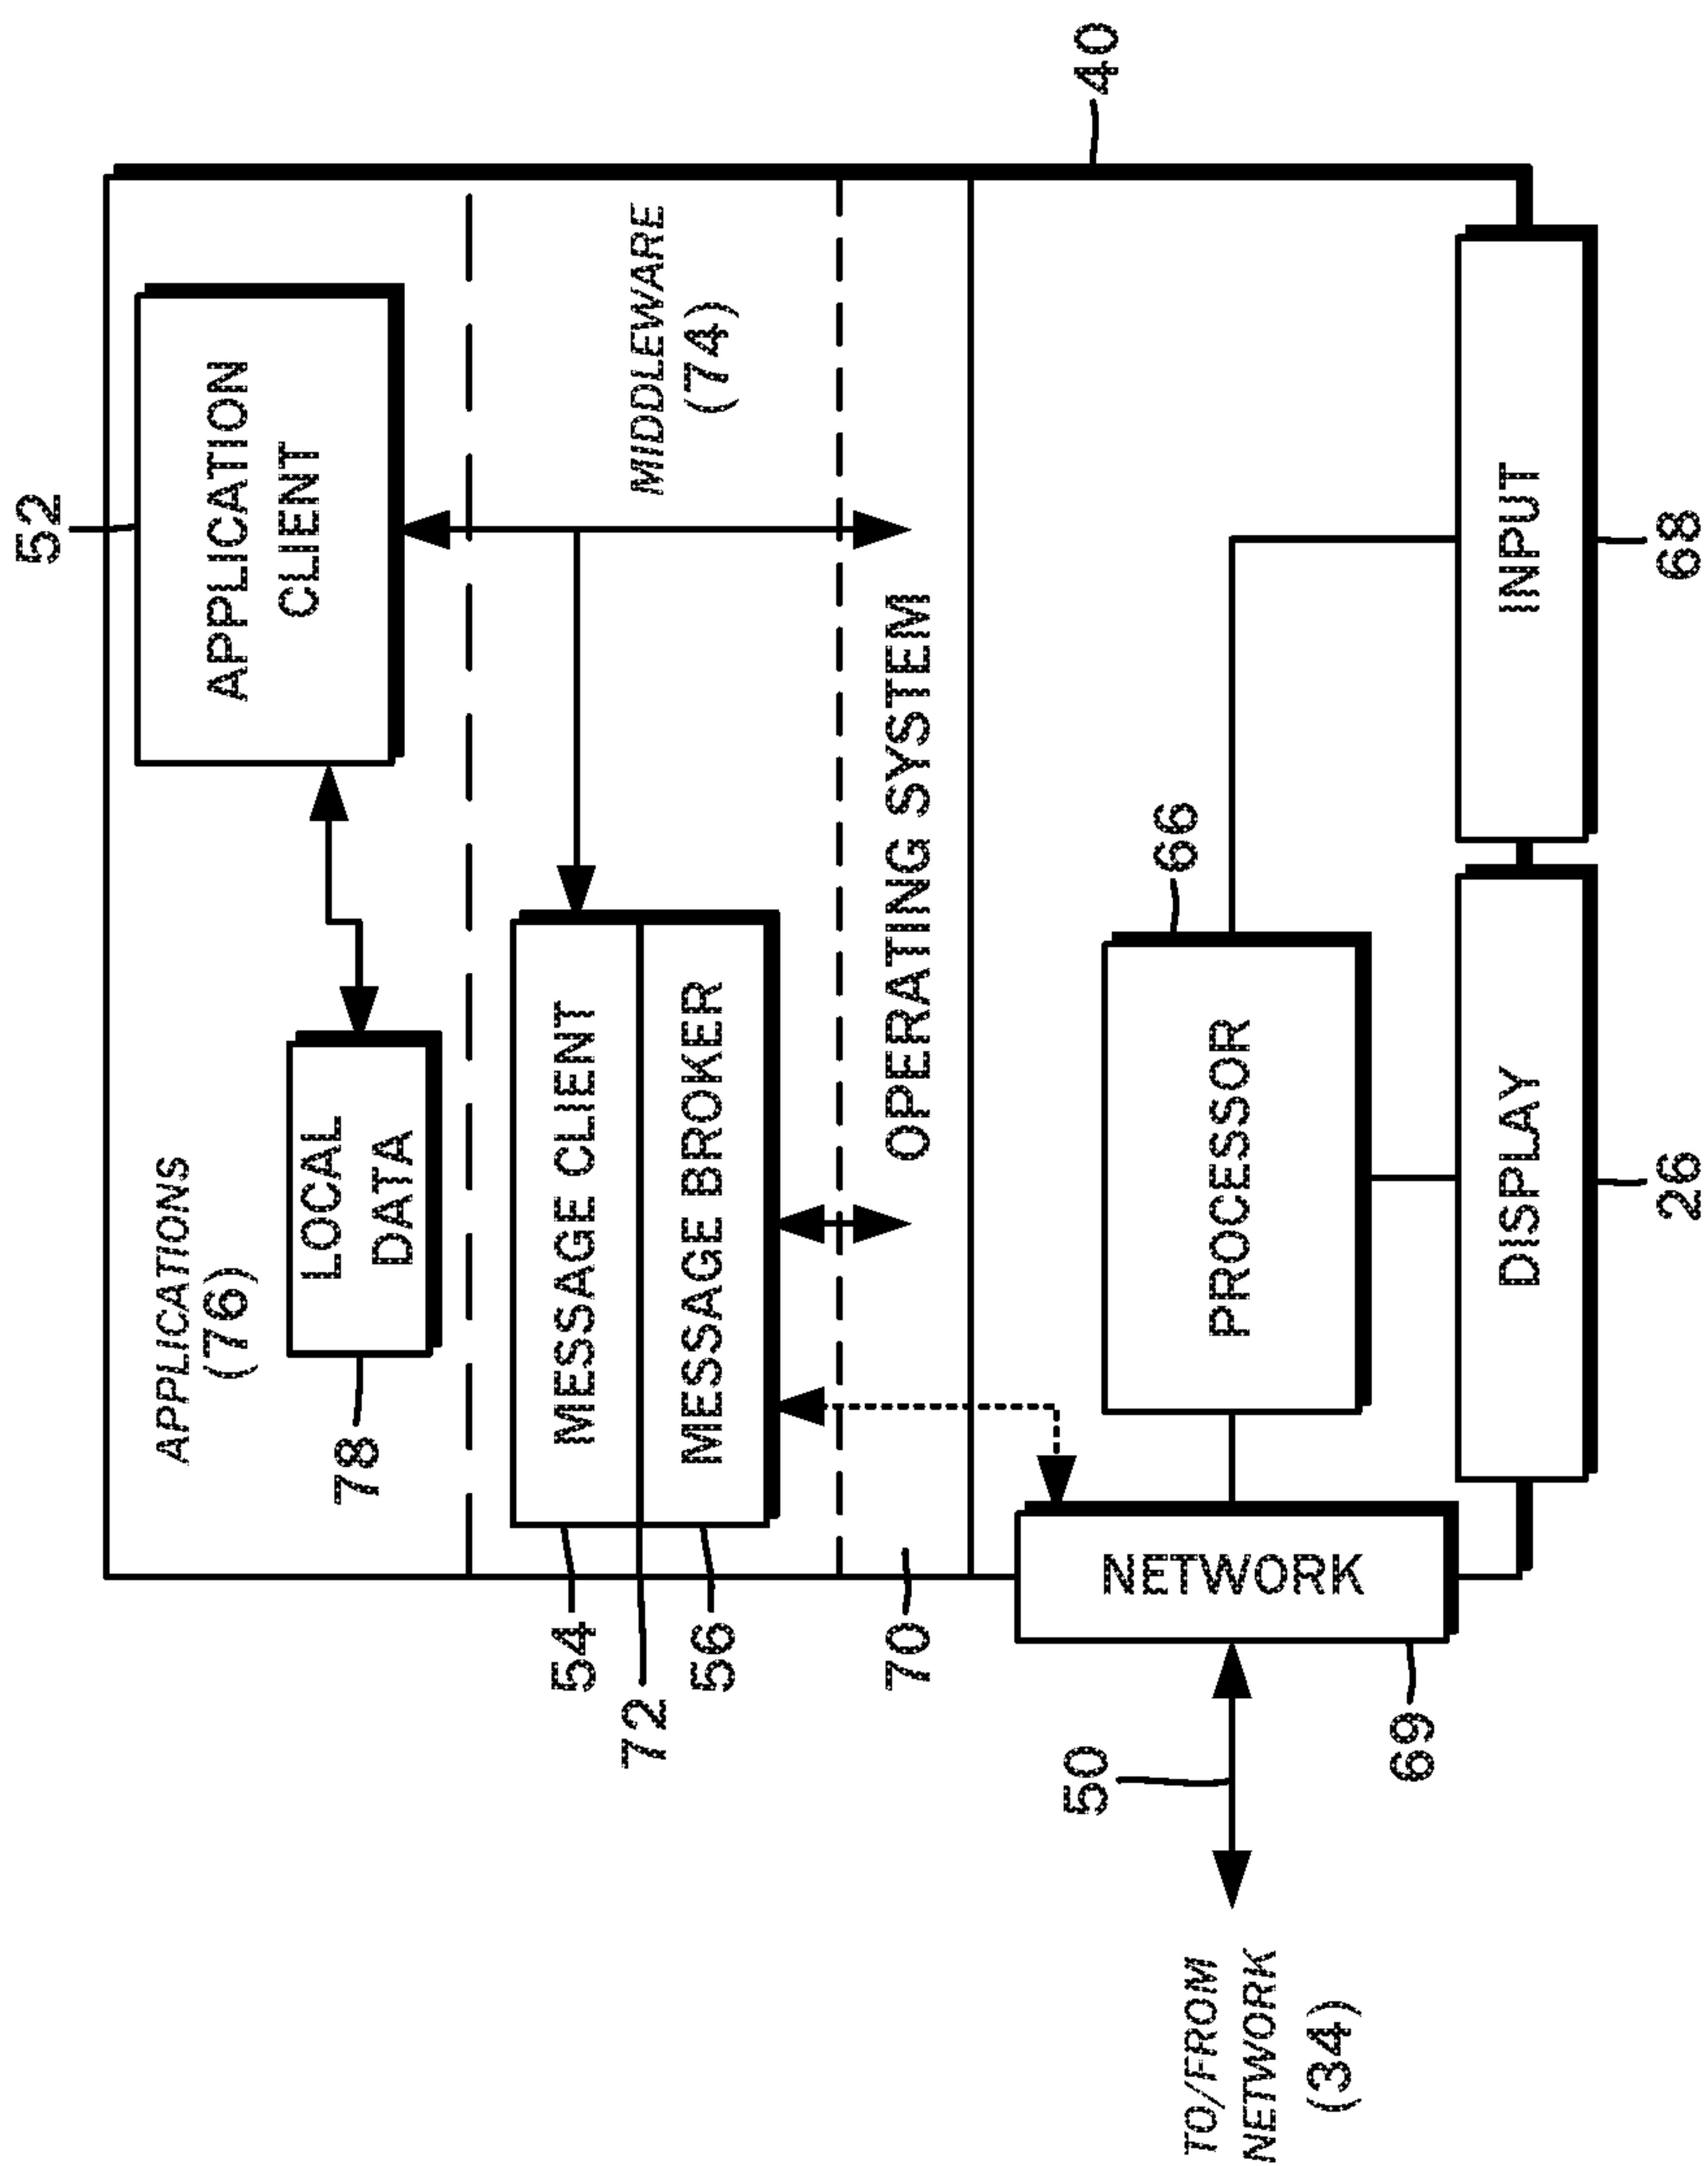 52
40
APPLICATIONS
(76)
APPLICATION
CLIENT
LOCAL
DATA
78
MIDDLEWARE
(74)
MESSAGE CLIENT
MESSAGE BROKER
54
72
56
OPERATING SYSTEM
70
66
PROCESSOR
NETWORK
50
69
TO/FROM
NETWORK
(34)
DISPLAY
INPUT
26
68